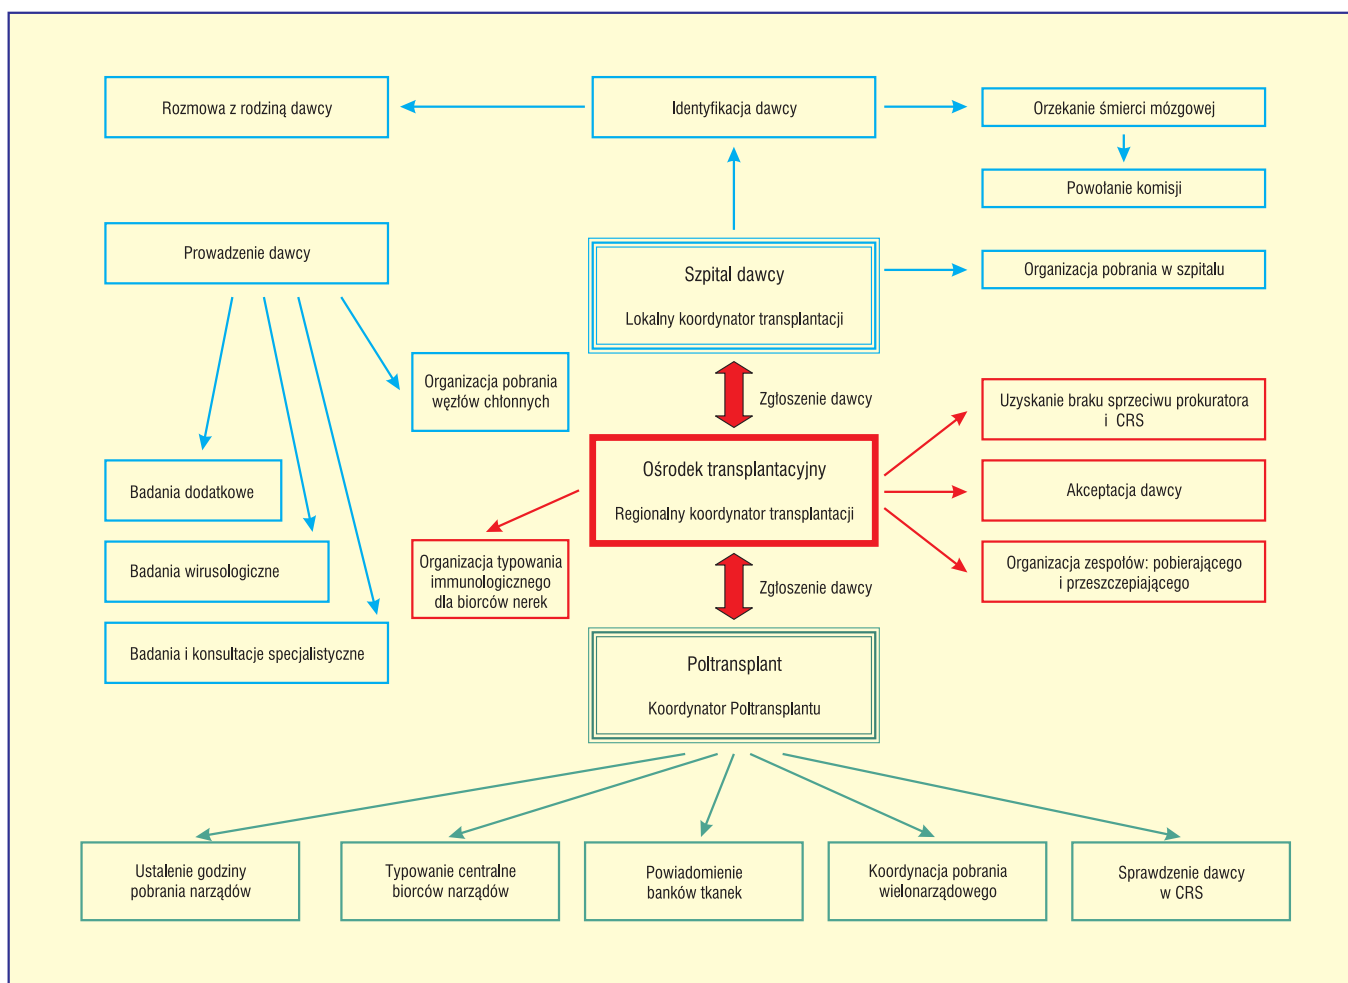 Rozmowa z rodziną dawcy
Identyfikacja dawcy
Orzekanie śmierci mózgowej
Powołanie komisji
Prowadzenie dawcy
Szpital dawcy
Lokalny koordynator transplantacji
Organizacja pobrania w szpitalu
Organizacja pobrania
węzłów chłonnych
Zgłoszenie dawcy
Uzyskanie braku sprzeciwu prokuratora
i CRS
Badania dodatkowe
Ośrodek transplantacyjny
Regionalny koordynator transplantacji
Akceptacja dawcy
Badania wirusologiczne
Organizacja typowania
immunologicznego
dla biorców nerek
Zgłoszenie dawcy
Organizacja zespołów: pobierającego
i przeszczepiającego
Badania i konsultacje specjalistyczne
Poltransplant
Koordynator Poltransplantu
Ustalenie godziny
pobrania narządów
Typowanie centralne
biorców narządów
Powiadomienie
banków tkanek
Koordynacja pobrania
wielonarządowego
Sprawdzenie dawcy
w CRS